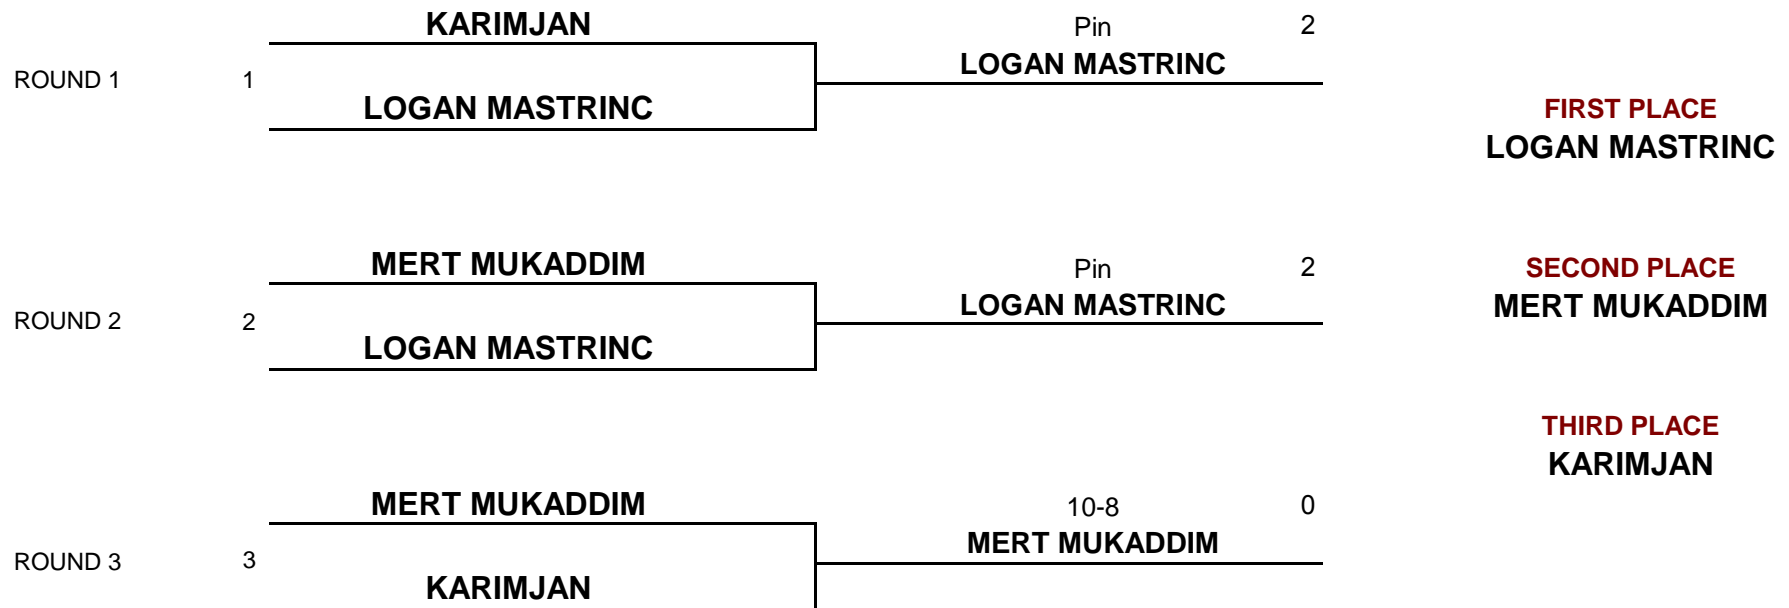 KARIMJAN
Pin 2
LOGAN MASTRINC
ROUND 1 1
LOGAN MASTRINC
FIRST PLACE
LOGAN MASTRINC
MERT MUKADDIM
Pin 2
SECOND PLACE
LOGAN MASTRINC
MERT MUKADDIM
ROUND 2 2
LOGAN MASTRINC
THIRD PLACE
KARIMJAN
MERT MUKADDIM
10-8 0
MERT MUKADDIM
ROUND 3 3
KARIMJAN